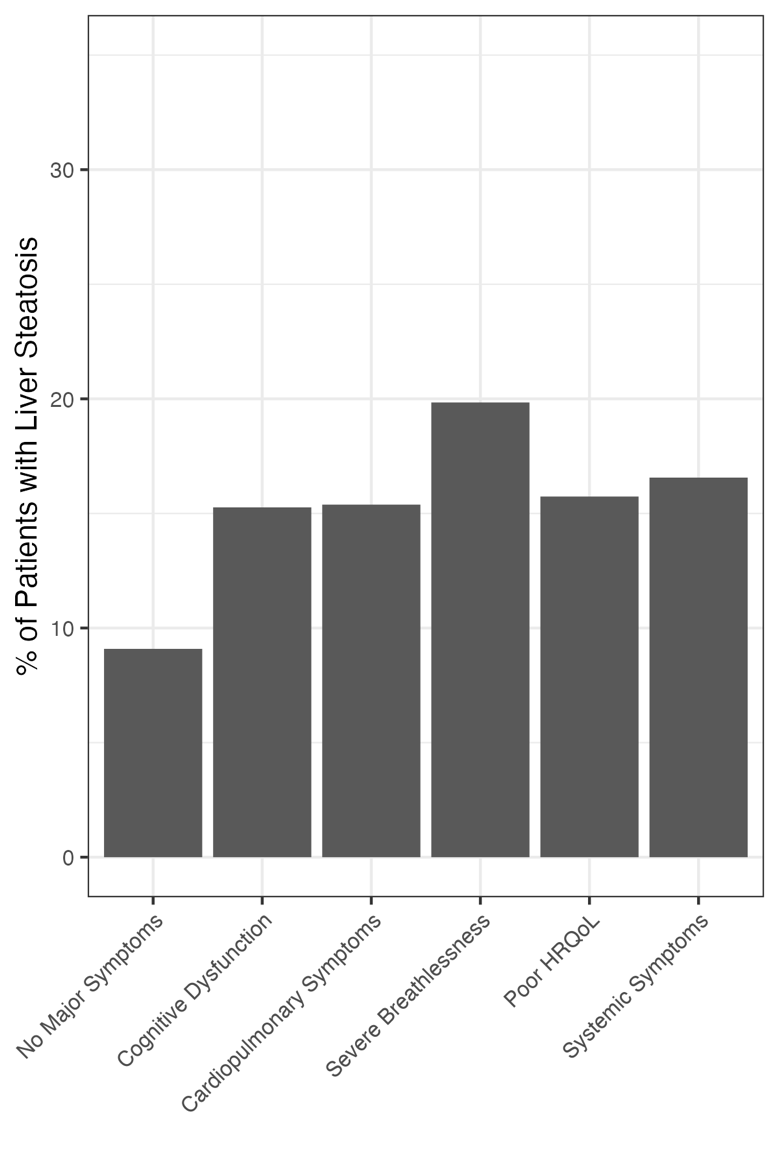 % of Patients with Liver Steatosis
30
20
10
0
No Major Symptoms
Cognitive Dysfunction
Cardiopulmonary Symptoms
Severe Breathlessness
Poor HRQoL
Systemic Symptoms